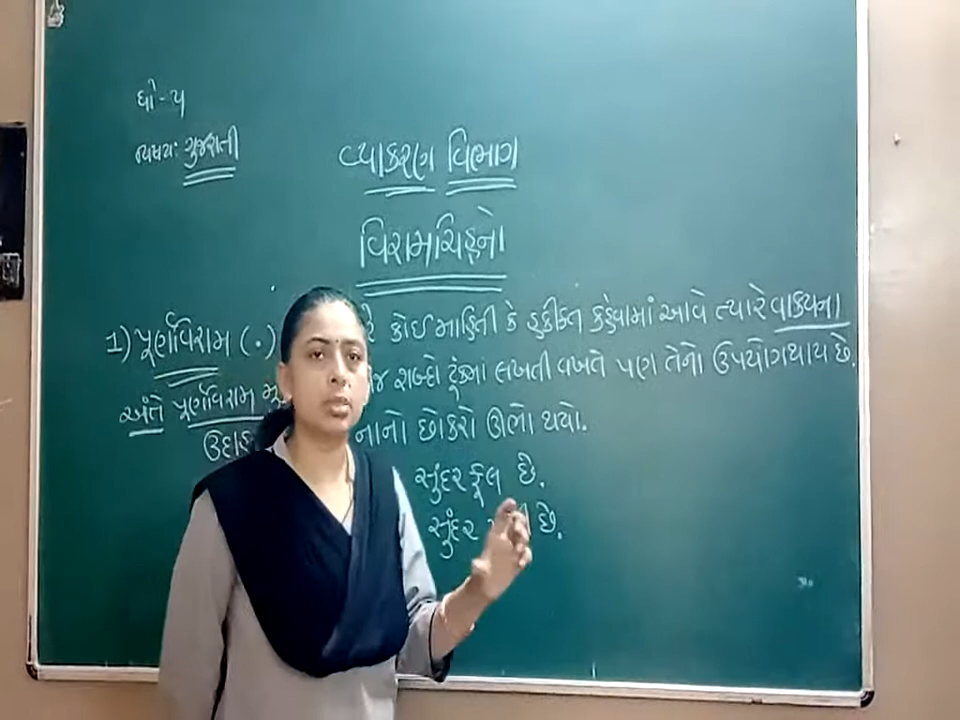 ધો - ૫
વિષય: ગુજરાતી
વ્યાકરણ વિભાગ
વિરામચિહ્નો
1) પૂર્ણવિરામ (.) કોઈ માહિતી કે હકીકત કહેવામાં આવે ત્યારે વાક્યના
અંતે પૂર્ણવિરામ શબ્દો ટૂંકમાં લખતી વખતે પણ તેનો ઉપયોગ થાય છે.
નાનો છોકરો ઊભો થયો.
સુંદર ફૂલ છે.
સુંદર છે.